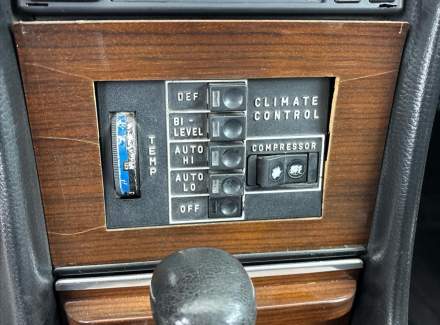 DEF
CLIMATE
CONTROL
BI-
LEVEL
TEMP
COMPRESSOR
AUTO
HI
AUTO
LO
OFF